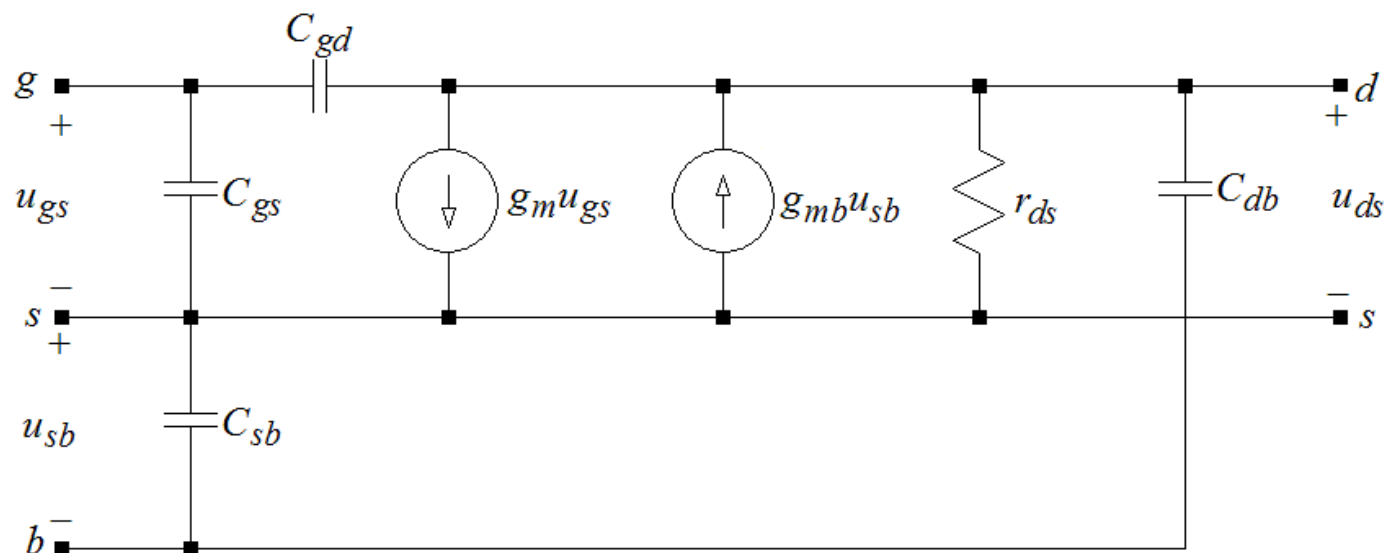 C_gd
g
d
+
+
u_gs
C_gs
g_m u_gs
g_mb u_sb
r_ds
C_db
u_ds
−
−
s
s
+
u_sb
C_sb
−
b